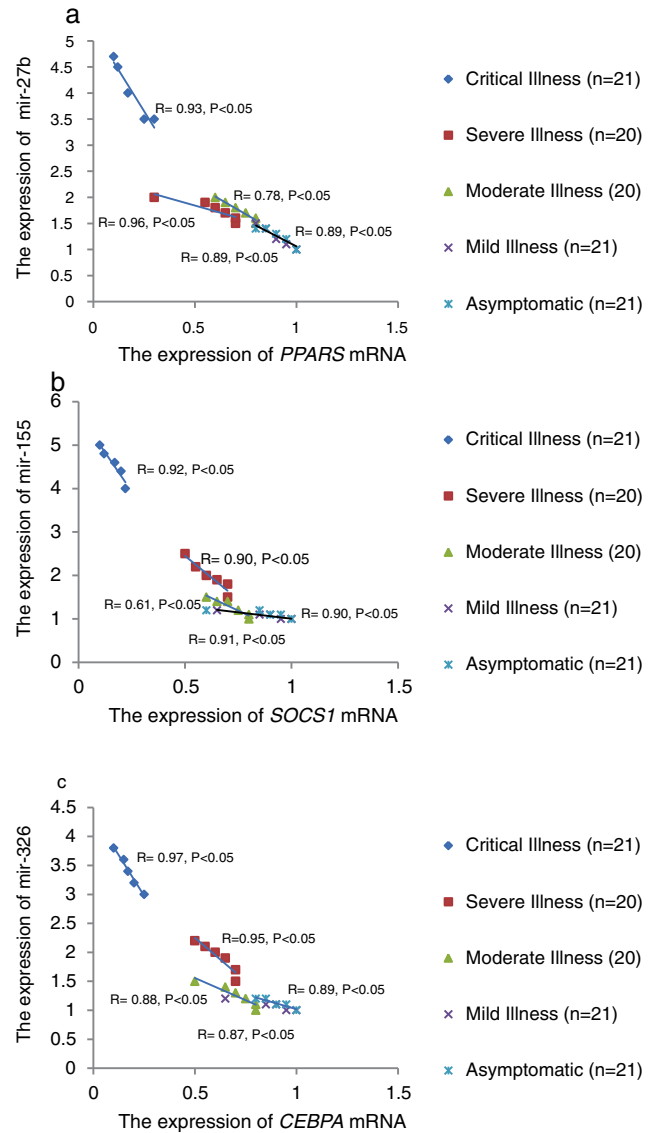 a
The expression of mir-27b
5
4.5
4
3.5
3
2.5
2
1.5
1
0.5
0
0
0.5
1
1.5
R= 0.93, P<0.05
R= 0.78, P<0.05
R= 0.96, P<0.05
R= 0.89, P<0.05
R= 0.89, P<0.05
The expression of PPARS mRNA
Critical Illness (n=21)
Severe Illness (n=20)
Moderate Illness (20)
Mild Illness (n=21)
Asymptomatic (n=21)
b
The expression of mir-155
6
5
4
3
2
1
0
0
0.5
1
1.5
R= 0.92, P<0.05
R= 0.90, P<0.05
R= 0.61, P<0.05
R= 0.90, P<0.05
R= 0.91, P<0.05
The expression of SOCS1 mRNA
Critical Illness (n=21)
Severe Illness (n=20)
Moderate Illness (20)
Mild Illness (n=21)
Asymptomatic (n=21)
c
The expression of mir-326
4.5
4
3.5
3
2.5
2
1.5
1
0.5
0
0
0.5
1
1.5
R= 0.97, P<0.05
R=0.95, P<0.05
R= 0.89, P<0.05
R= 0.88, P<0.05
R= 0.87, P<0.05
The expression of CEBPA mRNA
Critical Illness (n=21)
Severe Illness (n=20)
Moderate Illness (20)
Mild Illness (n=21)
Asymptomatic (n=21)